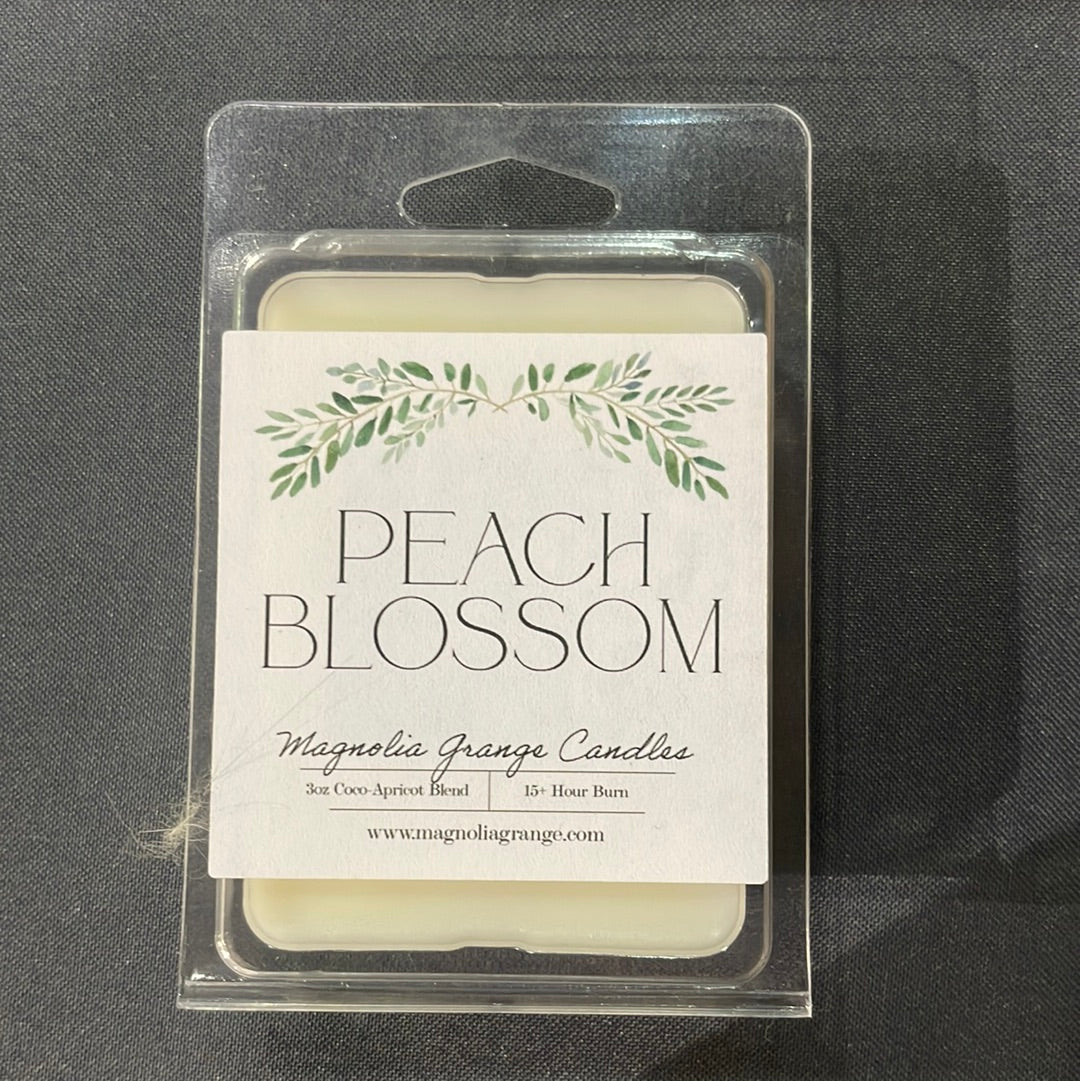 PEACH
BLOSSOM
Magnolia Grange Candles
3oz Coco-Apricot Blend
15+ Hour Burn
www.magnoliagrange.com